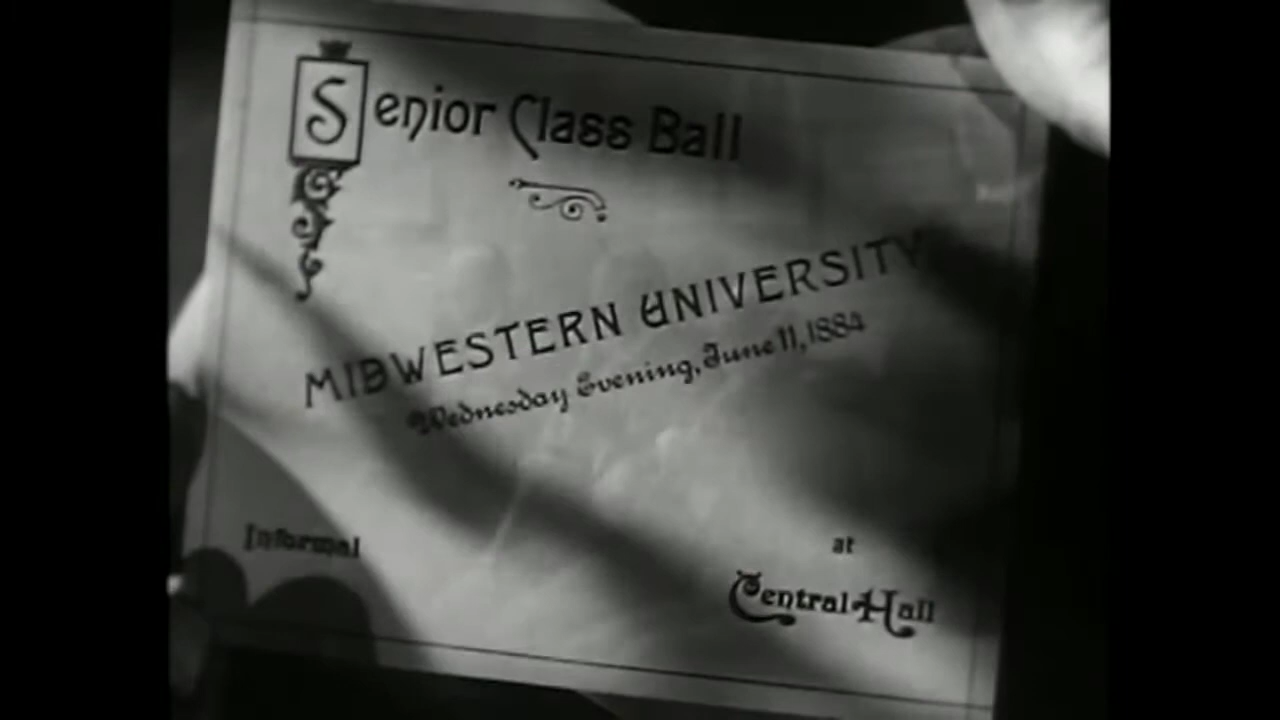 Senior Class Ball
MIDWESTERN UNIVERSITY
Wednesday Evening, June 11, 1884
Informal
at
Central Hall